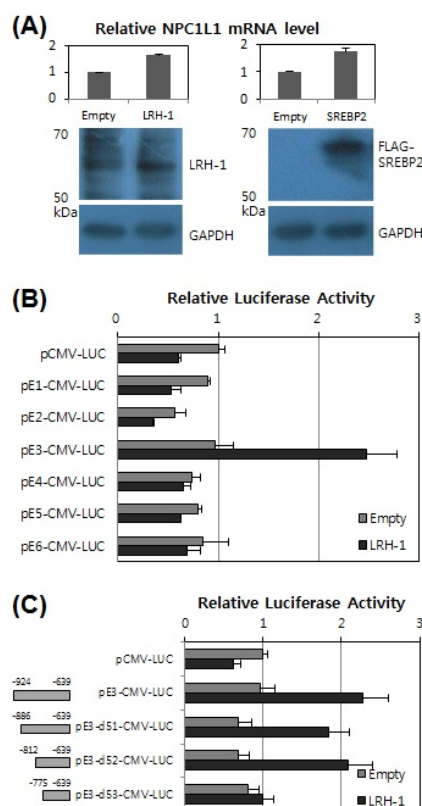 (A)
Relative NPC1L1 mRNA level
2
1
0
Empty LRH-1
2
1
0
Empty SREBP2
70
50
kDa
LRH-1
GAPDH
70
50
kDa
FLAG-
SREBP2
GAPDH
(B)
Relative Luciferase Activity
0 1 2 3
pCMV-LUC
pE1-CMV-LUC
pE2-CMV-LUC
pE3-CMV-LUC
pE4-CMV-LUC
pE5-CMV-LUC
pE6-CMV-LUC
Empty
LRH-1
(C)
Relative Luciferase Activity
0 1 2 3
pCMV-LUC
-924 -639
pE3-CMV-LUC
-886 -639
pE3-d51-CMV-LUC
-812 -639
pE3-d52-CMV-LUC
-775 -639
pE3-d53-CMV-LUC
Empty
LRH-1